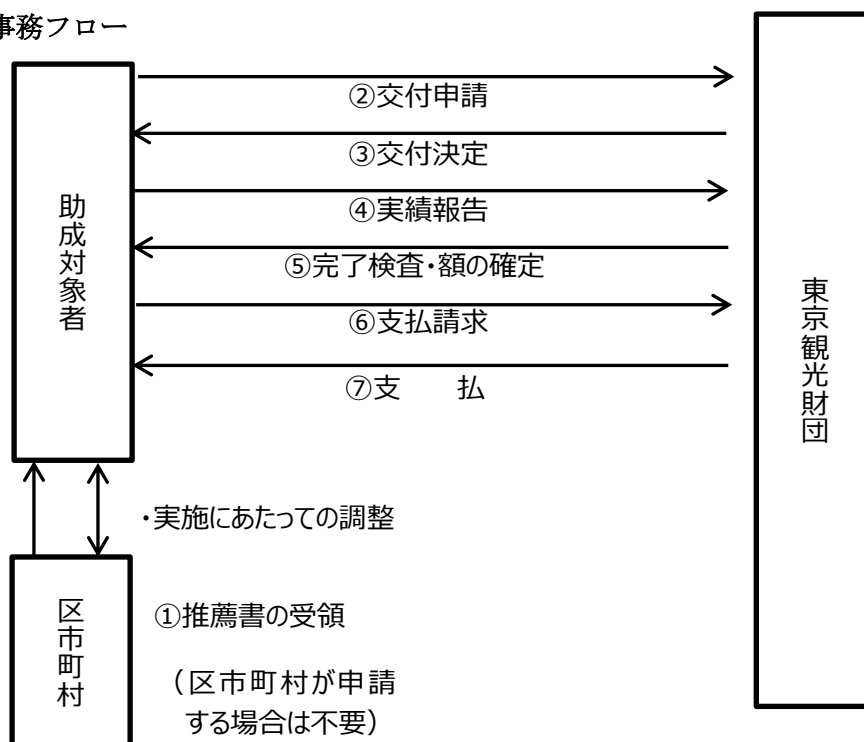 事務フロー
②交付申請
③交付決定
④実績報告
⑤完了検査・額の確定
⑥支払請求
⑦支　　払
助成対象者
東京観光財団
・実施にあたっての調整
区市町村
①推薦書の受領
（区市町村が申請
する場合は不要）